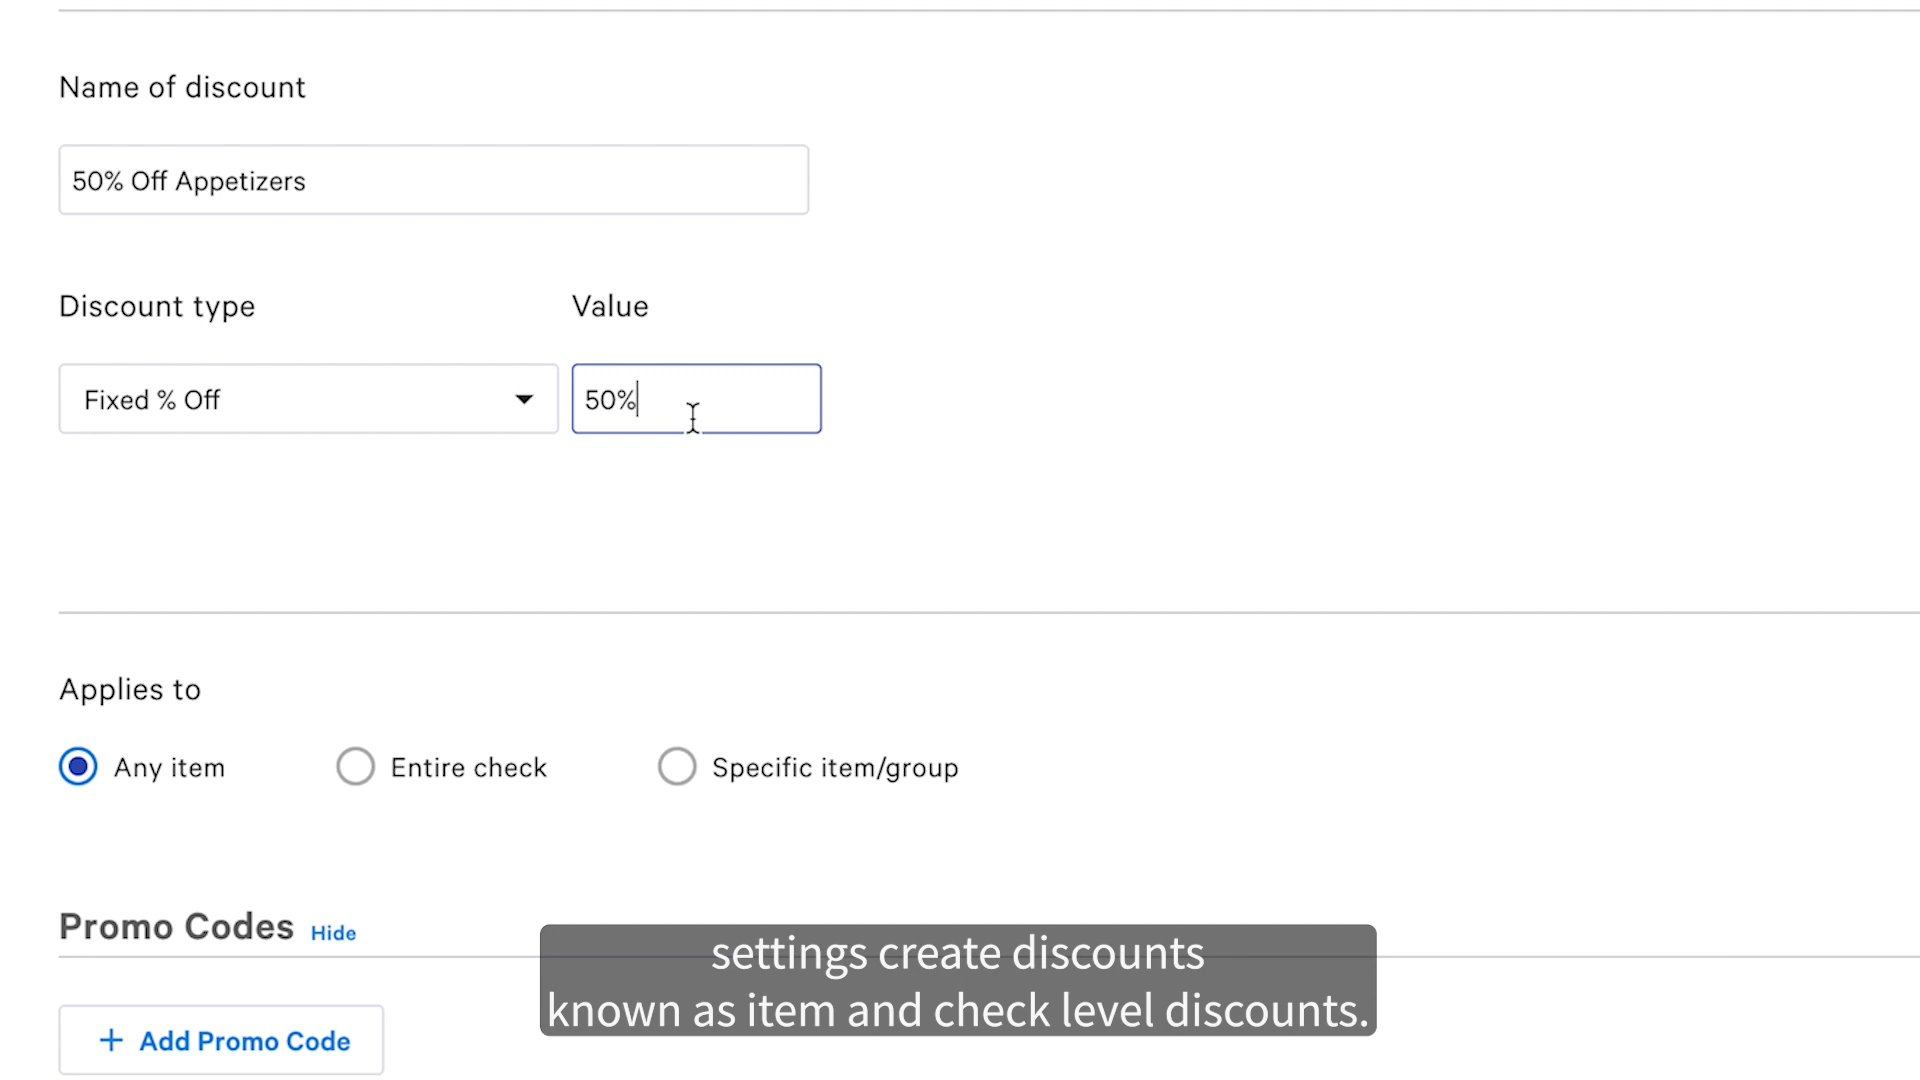 Name of discount
50% Off Appetizers
Discount type Value
Fixed % Off 50%
Applies to
Any item Entire check Specific item/group
Promo Codes Hide
settings create discounts
known as item and check level discounts.
+ Add Promo Code